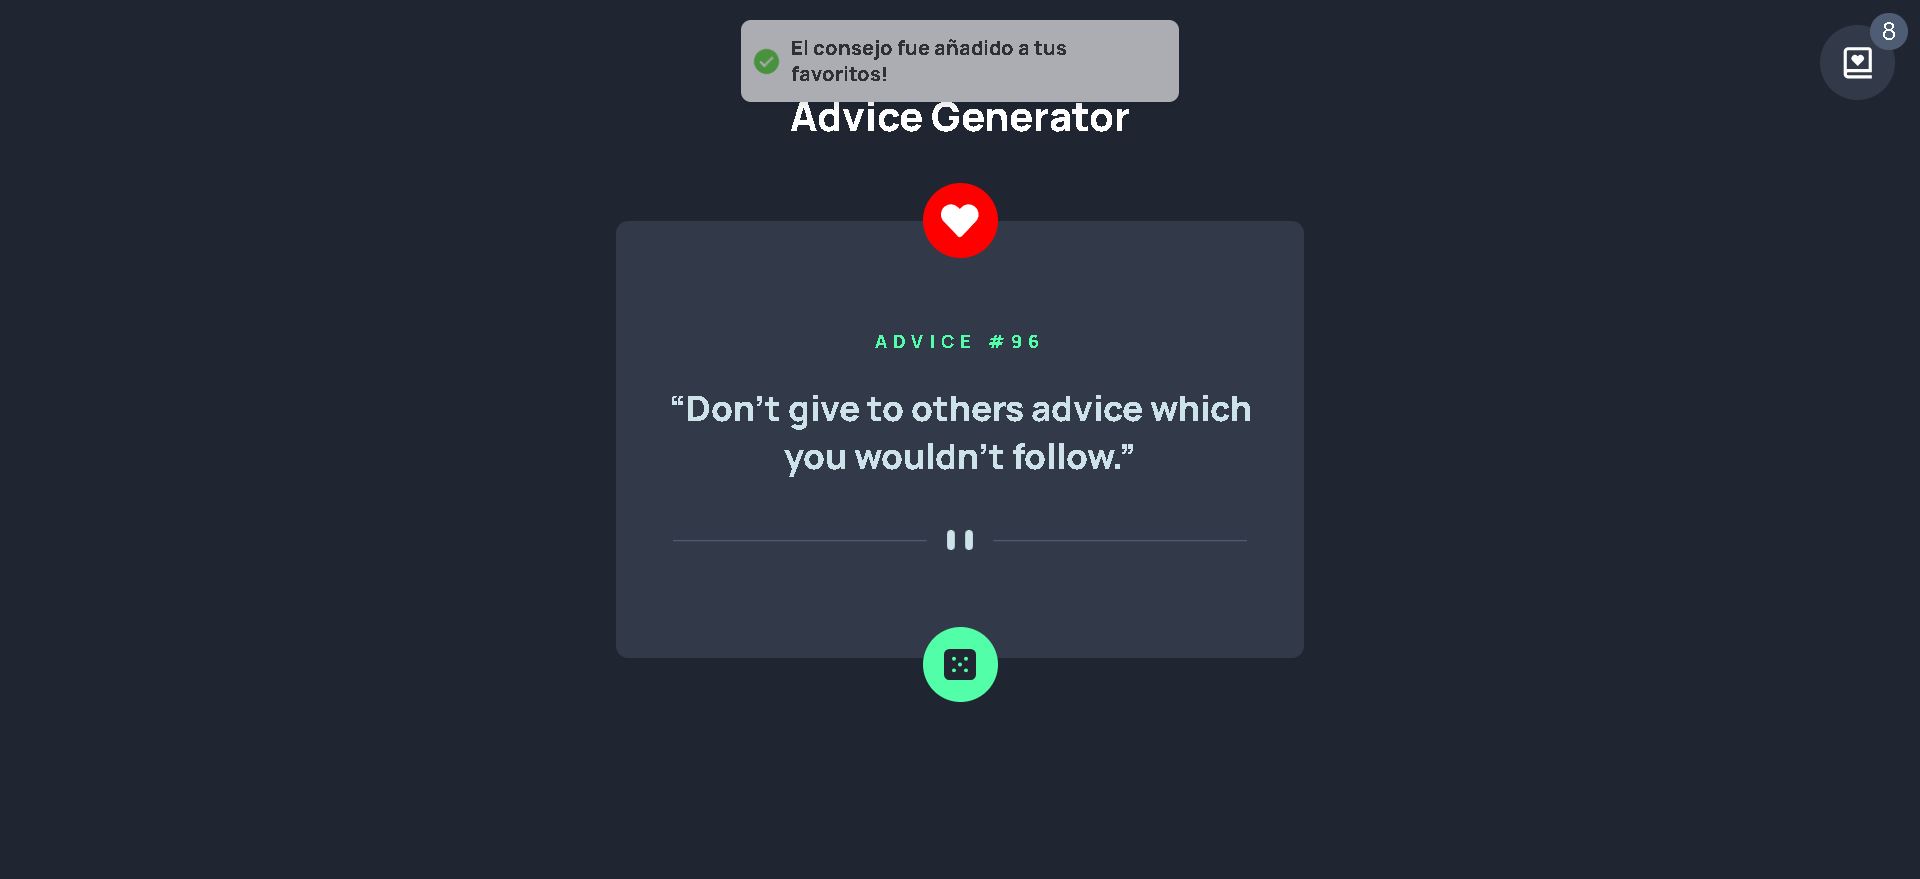 El consejo fue añadido a tus
favoritos!
8
Advice Generator
ADVICE #96
“Don’t give to others advice which
you wouldn’t follow.”